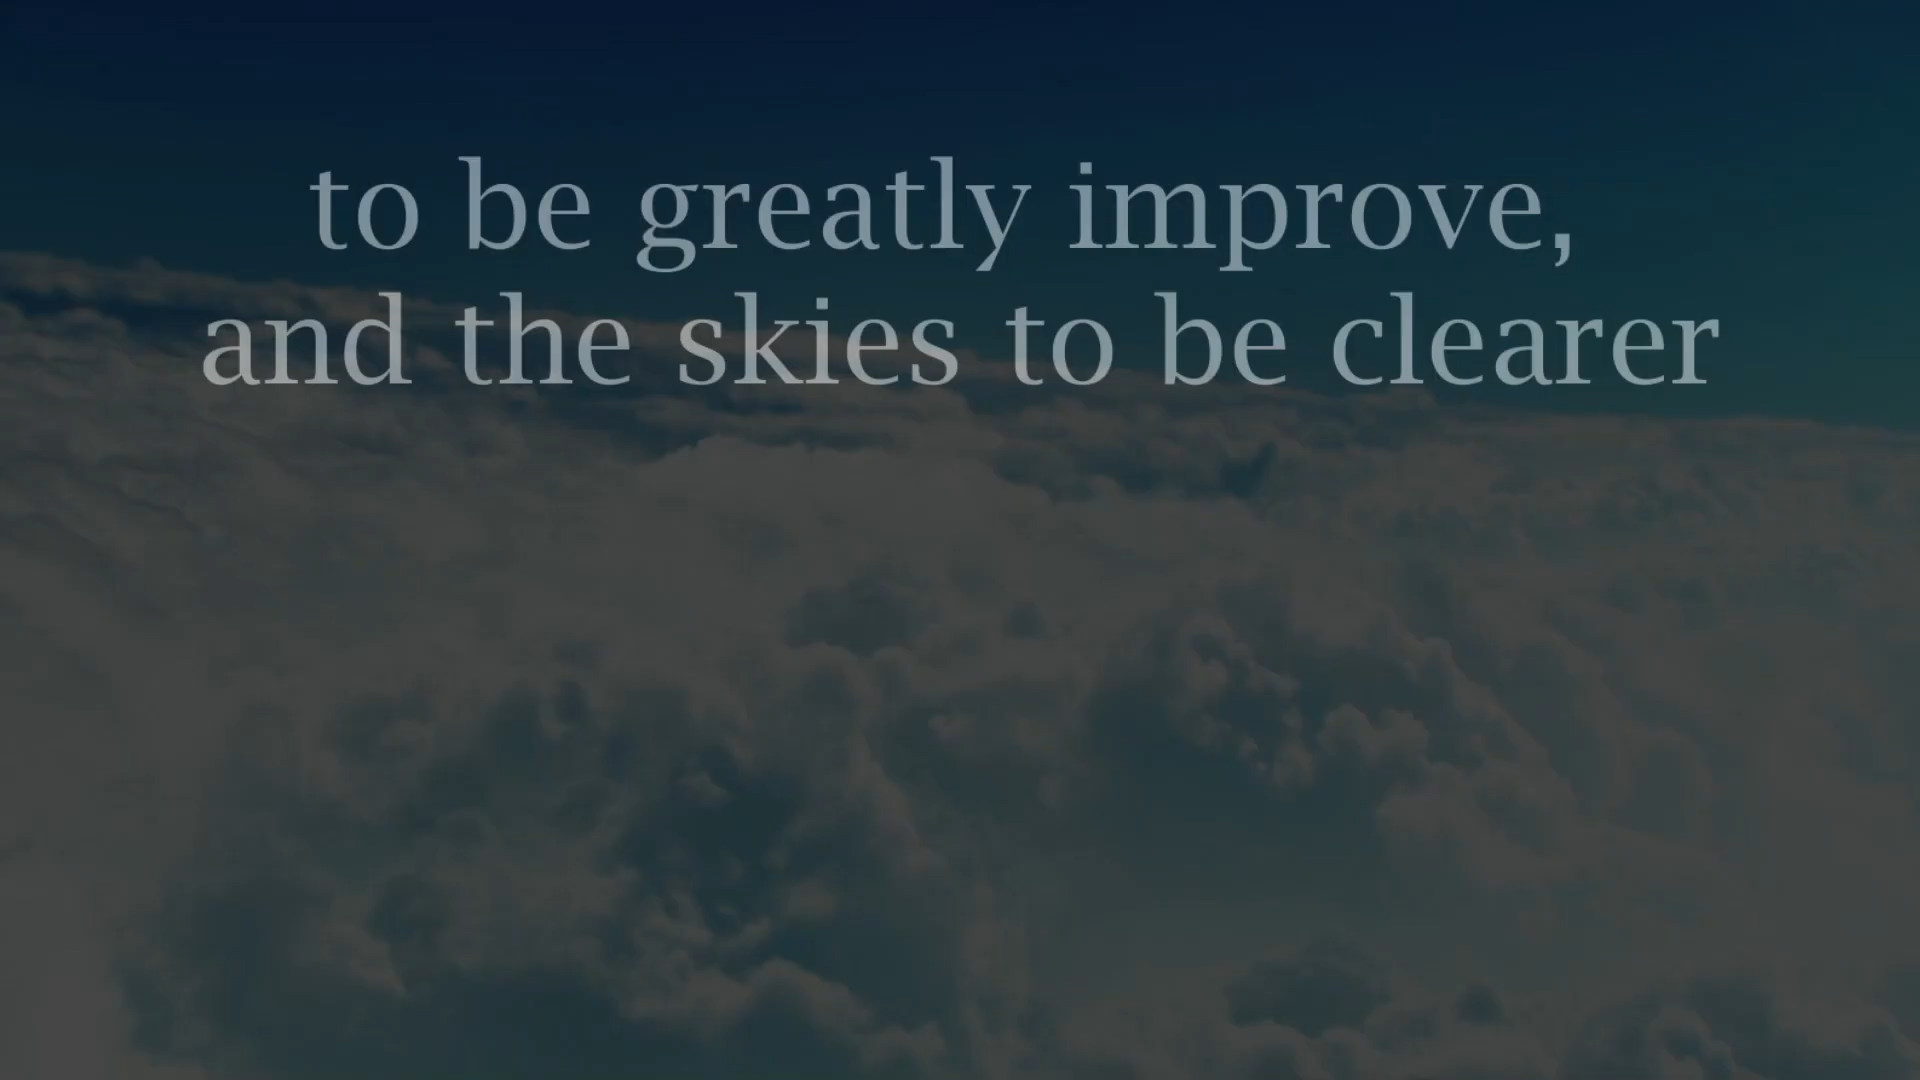 to be greatly improve,
and the skies to be clearer